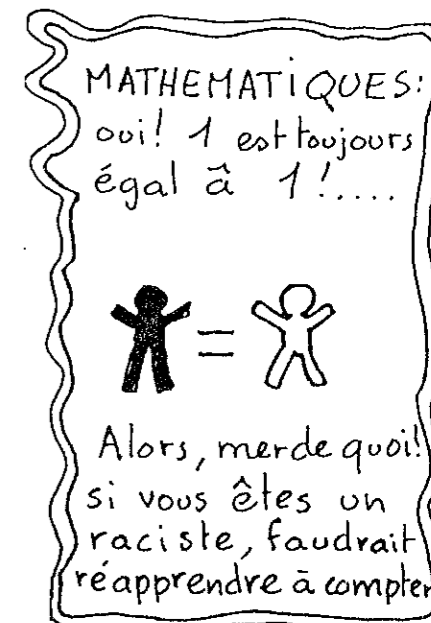 MATHEMATIQUES:
oui! 1 est toujours
égal à 1!....
=
Alors, merde quoi!
si vous êtes un
raciste, faudrait
réapprendre à compter